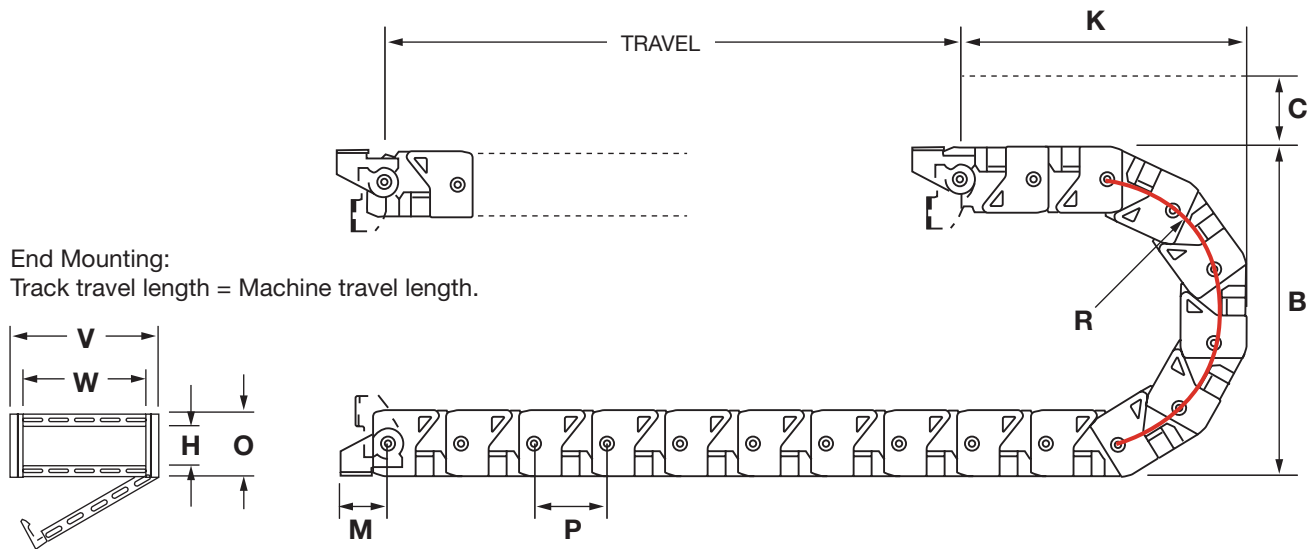 TRAVEL
K
C
End Mounting:
Track travel length = Machine travel length.
R
B
V
W
H
O
M
P